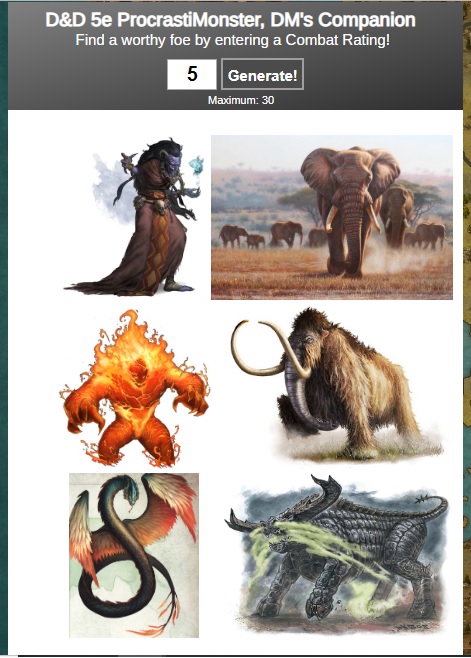 D&D 5e ProcrastiMonster, DM's Companion
Find a worthy foe by entering a Combat Rating!
5 Generate!
Maximum: 30